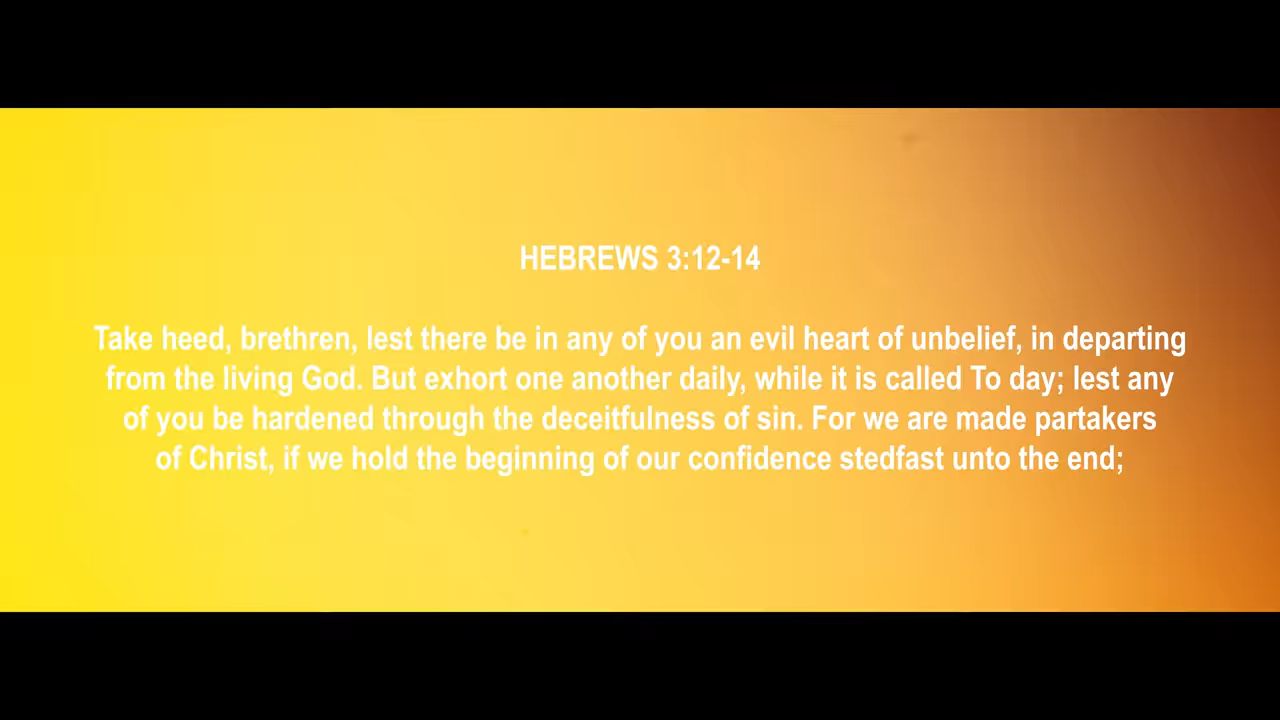 HEBREWS 3:12-14
Take heed, brethren, lest there be in any of you an evil heart of unbelief, in departing
from the living God. But exhort one another daily, while it is called To day; lest any
of you be hardened through the deceitfulness of sin. For we are made partakers
of Christ, if we hold the beginning of our confidence stedfast unto the end;